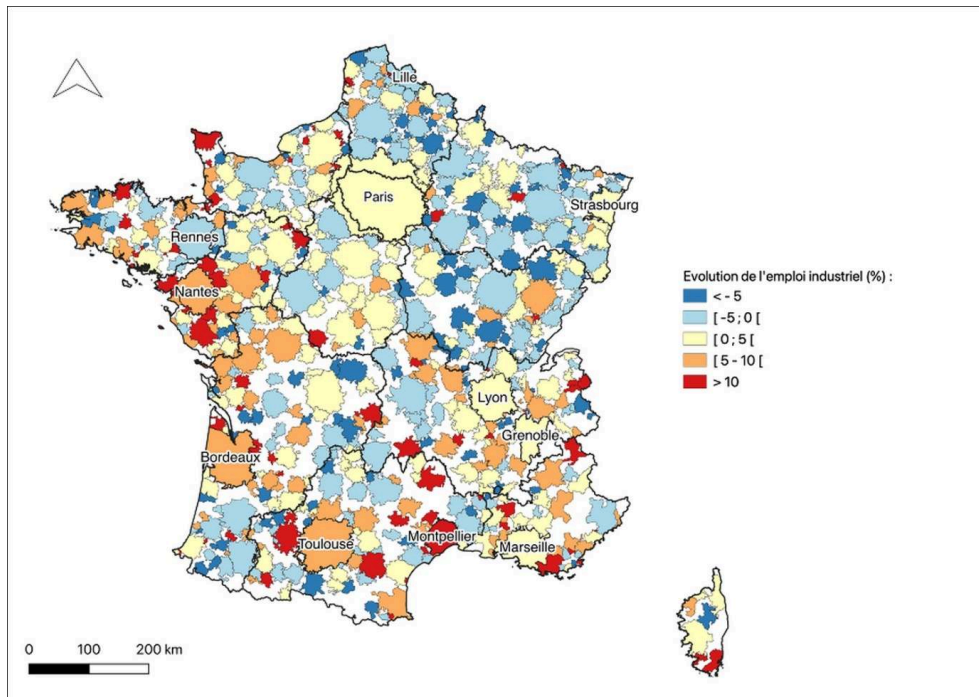 Lille
Paris
Strasbourg
Rennes
Nantes
Evolution de l'emploi industriel (%) :
< - 5
[ -5 ; 0 [
[ 0 ; 5 [
[ 5 - 10 [
> 10
Lyon
Grenoble
Bordeaux
Toulouse
Montpellier
Marseille
0 100 200 km